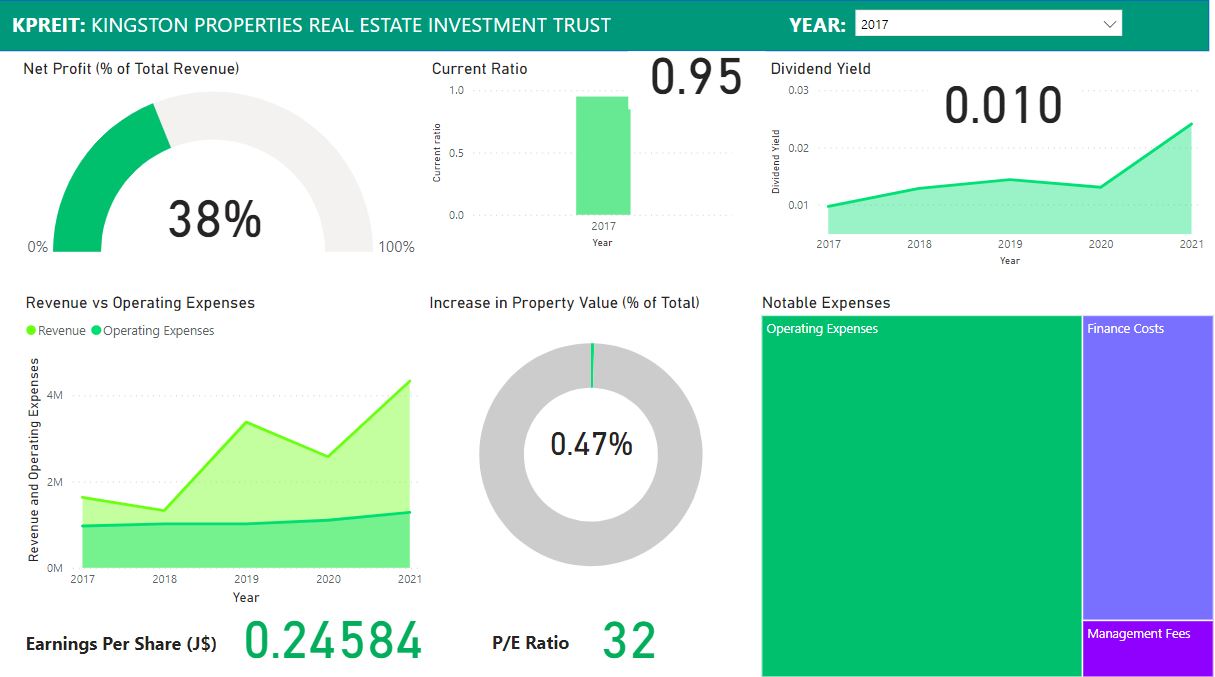 KPREIT: KINGSTON PROPERTIES REAL ESTATE INVESTMENT TRUST
YEAR: 2017
Net Profit (% of Total Revenue)
38%
0%
100%
Current Ratio
0.95
1.0
0.5
0.0
Current ratio
2017
Year
Dividend Yield
0.010
0.03
0.02
0.01
Dividend Yield
2017 2018 2019 2020 2021
Year
Revenue vs Operating Expenses
Revenue Operating Expenses
Revenue and Operating Expenses
4M
2M
0M
2017 2018 2019 2020 2021
Year
Increase in Property Value (% of Total)
0.47%
Notable Expenses
Operating Expenses
Finance Costs
Management Fees
Earnings Per Share (J$) 0.24584
P/E Ratio 32